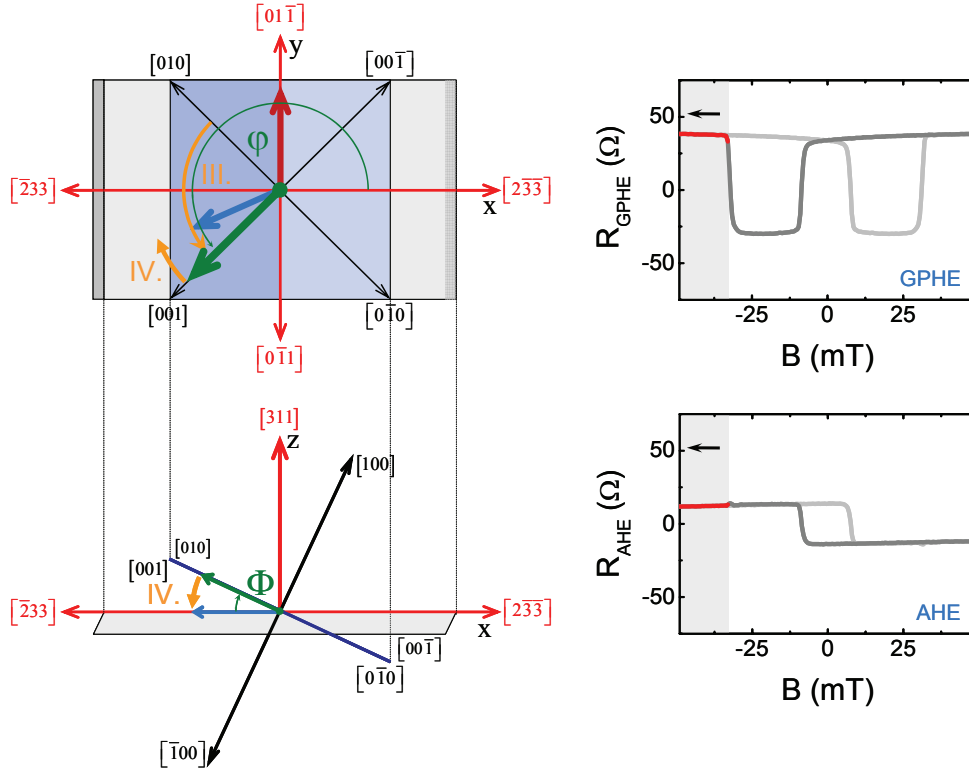 [011̄]
y
[010]
[001̄]
φ
III.
[2̄33]
[23̄3̄]
x
IV.
[001]
[01̄0]
[01̄1]
[311]
z
[100]
[010]
[001]
IV.
Φ
[2̄33]
[23̄3̄]
x
[001̄]
[01̄0]
[1̄00]
R_GPHE (Ω)
50
0
-50
GPHE
-25
0
25
B (mT)
R_AHE (Ω)
50
0
-50
AHE
-25
0
25
B (mT)